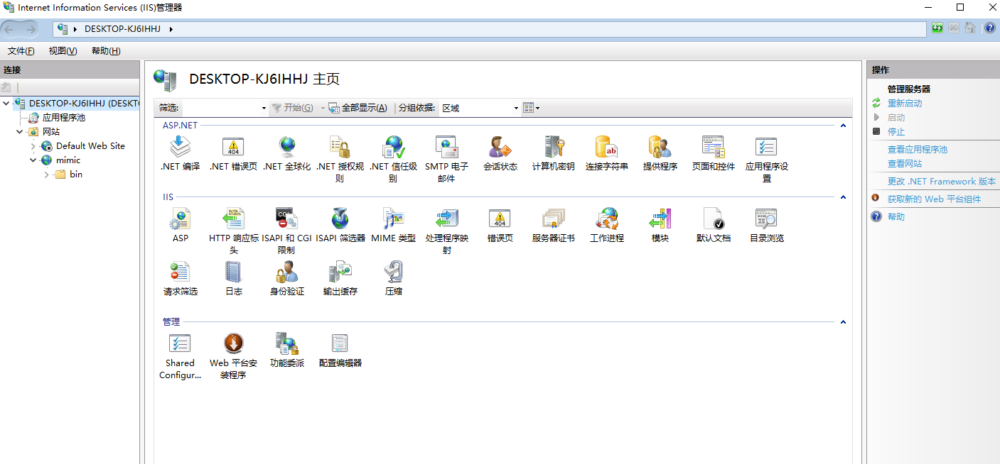 Internet Information Services (IIS)管理器
DESKTOP-KJ6IHHJ
文件(F) 视图(V) 帮助(H)
连接
DESKTOP-KJ6IHHJ (DESKT
应用程序池
网站
Default Web Site
mimic
bin
DESKTOP-KJ6IHHJ 主页
筛选: 开始(G) 全部显示(A) 分组依据: 区域
ASP.NET
.NET 编译
.NET 错误页
404
.NET 全球化
.NET 授权规
则
.NET 信任级
别
SMTP 电子
邮件
会话状态
计算机密钥
连接字符串
ab
提供程序
页面和控件
应用程序设
置
IIS
ASP
HTTP 响应标
头
CGI
ISAPI 和 CGI
限制
ISAPI 筛选器
MIME 类型
处理程序映
射
404
错误页
服务器证书
工作进程
模块
默认文档
目录浏览
请求筛选
日志
身份验证
输出缓存
压缩
管理
Shared
Configur...
Web 平台安
装程序
功能委派
配置编辑器
操作
管理服务器
重新启动
启动
停止
查看应用程序池
查看网站
更改 .NET Framework 版本
获取新的 Web 平台组件
帮助